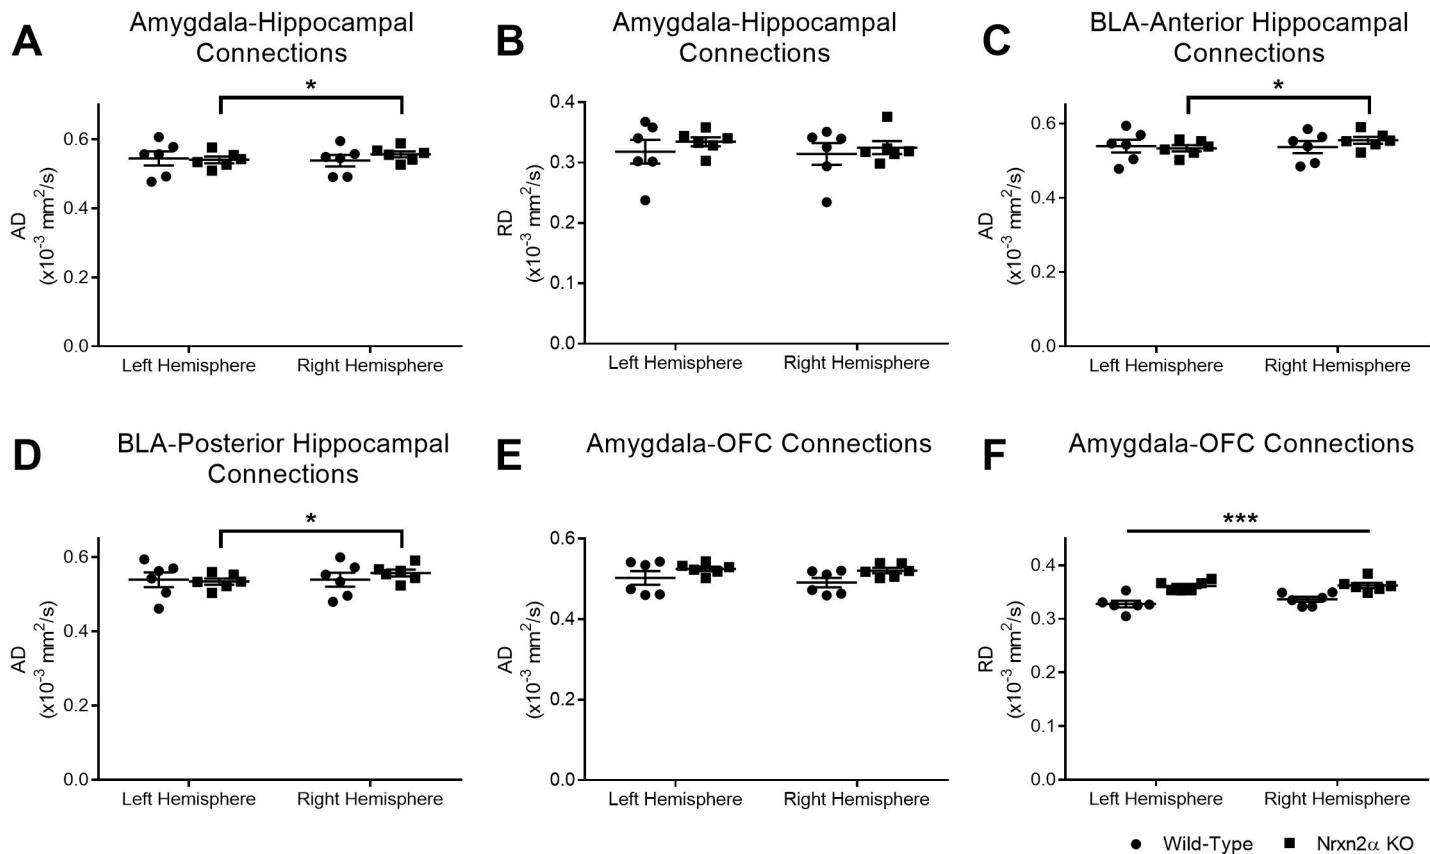 A
Amygdala-Hippocampal
Connections
*
AD
(x10⁻³ mm²/s)
0.6
0.4
0.2
0.0
Left Hemisphere
Right Hemisphere
B
Amygdala-Hippocampal
Connections
RD
(x10⁻³ mm²/s)
0.4
0.3
0.2
0.1
0.0
Left Hemisphere
Right Hemisphere
C
BLA-Anterior Hippocampal
Connections
*
AD
(x10⁻³ mm²/s)
0.6
0.4
0.2
0.0
Left Hemisphere
Right Hemisphere
D
BLA-Posterior Hippocampal
Connections
*
AD
(x10⁻³ mm²/s)
0.6
0.4
0.2
0.0
Left Hemisphere
Right Hemisphere
E
Amygdala-OFC Connections
AD
(x10⁻³ mm²/s)
0.6
0.4
0.2
0.0
Left Hemisphere
Right Hemisphere
F
Amygdala-OFC Connections
***
RD
(x10⁻³ mm²/s)
0.4
0.3
0.2
0.1
0.0
Left Hemisphere
Right Hemisphere
Wild-Type
Nrxn2α KO